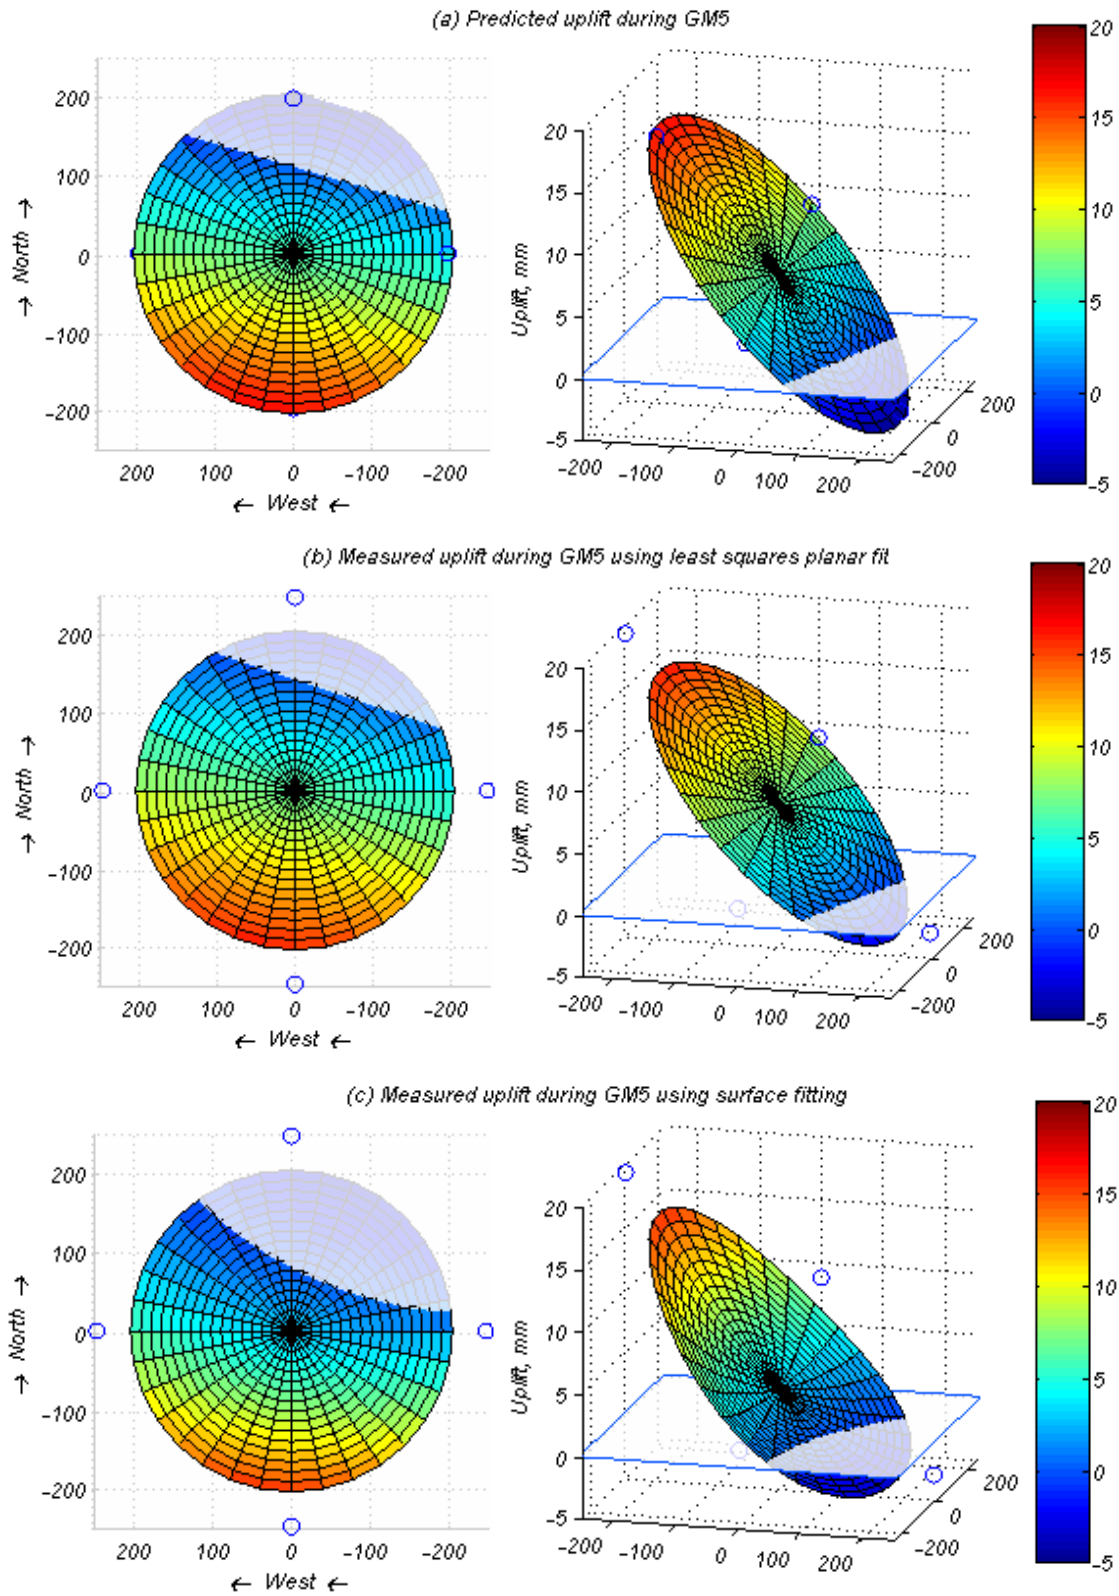 (a) Predicted uplift during GM5
200
100
0
-100
-200
→ North →
200 100 0 -100 -200
← West ←
20
15
10
5
0
-5
Uplift, mm
-200 -100 0 100 200
-200 0 200
20
15
10
5
0
-5
(b) Measured uplift during GM5 using least squares planar fit
200
100
0
-100
-200
→ North →
200 100 0 -100 -200
← West ←
20
15
10
5
0
-5
Uplift, mm
-200 -100 0 100 200
-200 0 200
20
15
10
5
0
-5
(c) Measured uplift during GM5 using surface fitting
200
100
0
-100
-200
→ North →
200 100 0 -100 -200
← West ←
20
15
10
5
0
-5
Uplift, mm
-200 -100 0 100 200
-200 0 200
20
15
10
5
0
-5